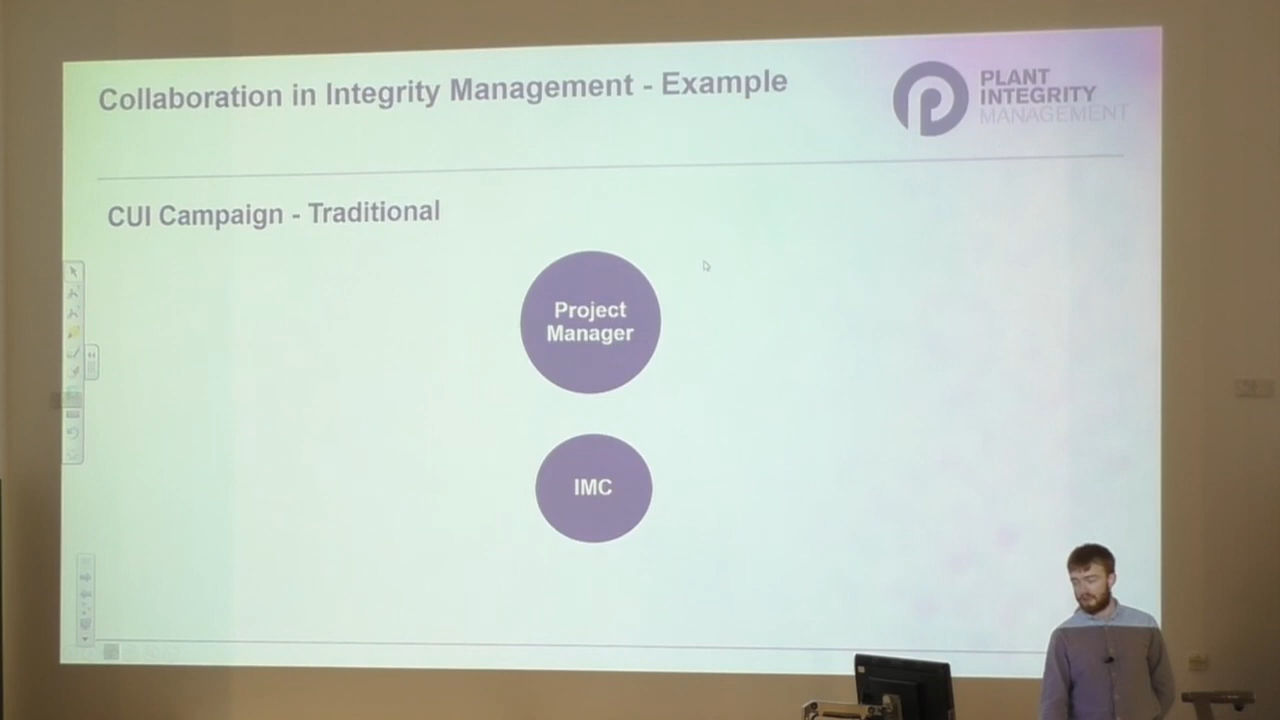 Collaboration in Integrity Management - Example
PLANT
INTEGRITY
MANAGEMENT
CUI Campaign - Traditional
Project
Manager
IMC